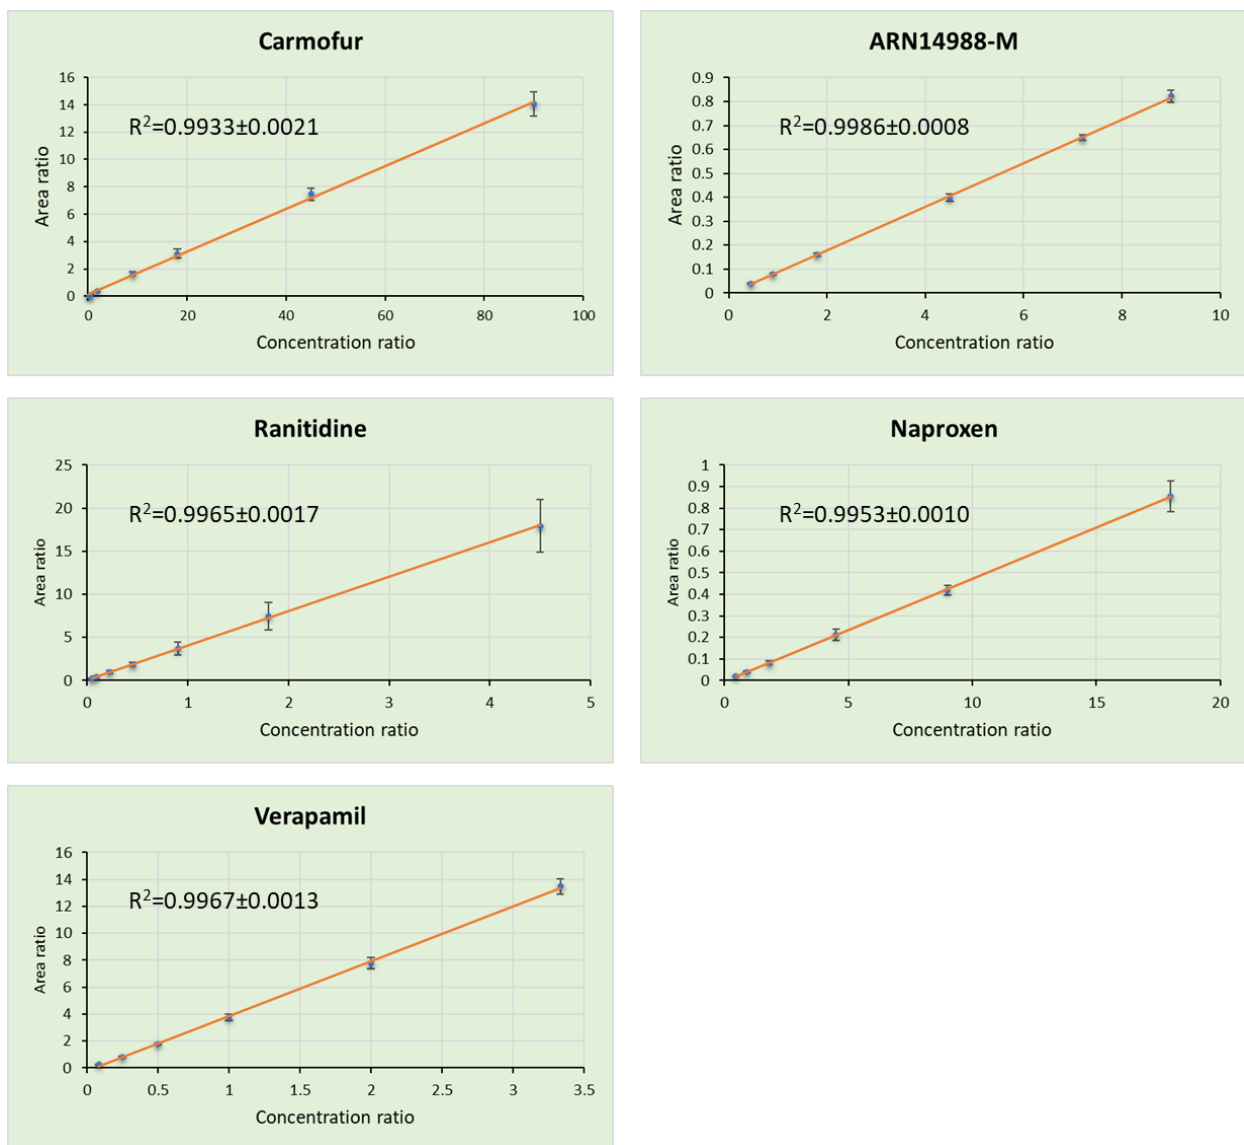 Carmofur
16
14
12
10
8
6
4
2
0
Area ratio
R²=0.9933±0.0021
0 20 40 60 80 100
Concentration ratio
ARN14988-M
0.9
0.8
0.7
0.6
0.5
0.4
0.3
0.2
0.1
0
Area ratio
R²=0.9986±0.0008
0 2 4 6 8 10
Concentration ratio
Ranitidine
25
20
15
10
5
0
Area ratio
R²=0.9965±0.0017
0 1 2 3 4 5
Concentration ratio
Naproxen
1
0.9
0.8
0.7
0.6
0.5
0.4
0.3
0.2
0.1
0
Area ratio
R²=0.9953±0.0010
0 5 10 15 20
Concentration ratio
Verapamil
16
14
12
10
8
6
4
2
0
Area ratio
R²=0.9967±0.0013
0 0.5 1 1.5 2 2.5 3 3.5
Concentration ratio